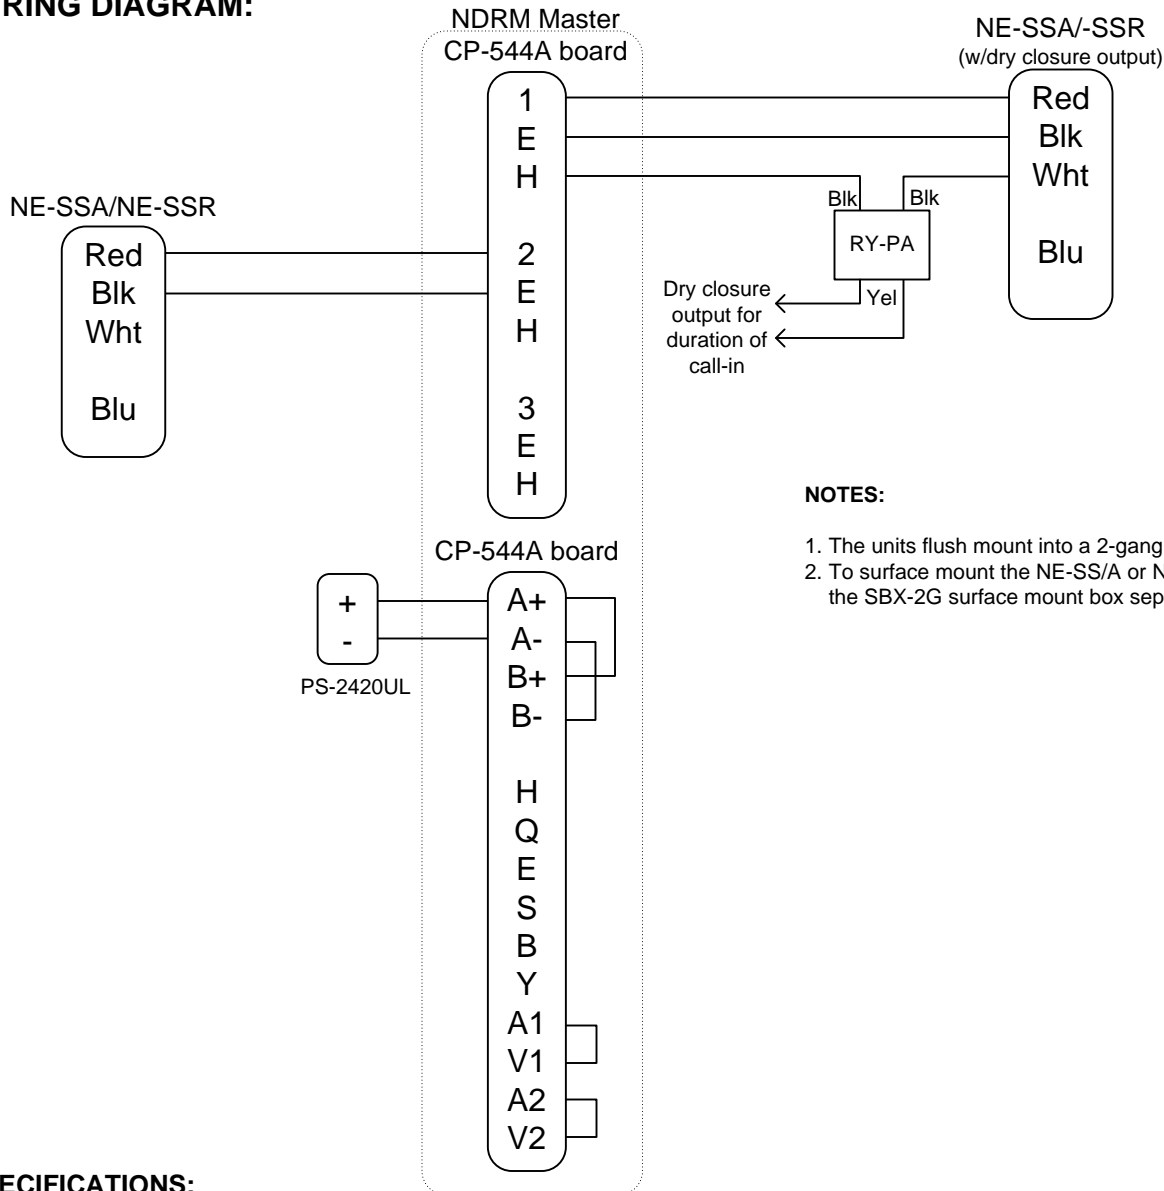 RING DIAGRAM:
NDRM Master
CP-544A board
1
E
H
2
E
H
3
E
H
NE-SSA/-SSR
(w/dry closure output)
Red
Blk
Wht
Blu
Blk
Blk
RY-PA
Yel
Dry closure
output for
duration of
call-in
NE-SSA/NE-SSR
Red
Blk
Wht
Blu
NOTES:
1. The units flush mount into a 2-gang
2. To surface mount the NE-SS/A or N
the SBX-2G surface mount box sep
CP-544A board
A+
A-
B+
B-
H
Q
E
S
B
Y
A1
V1
A2
V2
+
-
PS-2420UL
ECIFICATIONS: